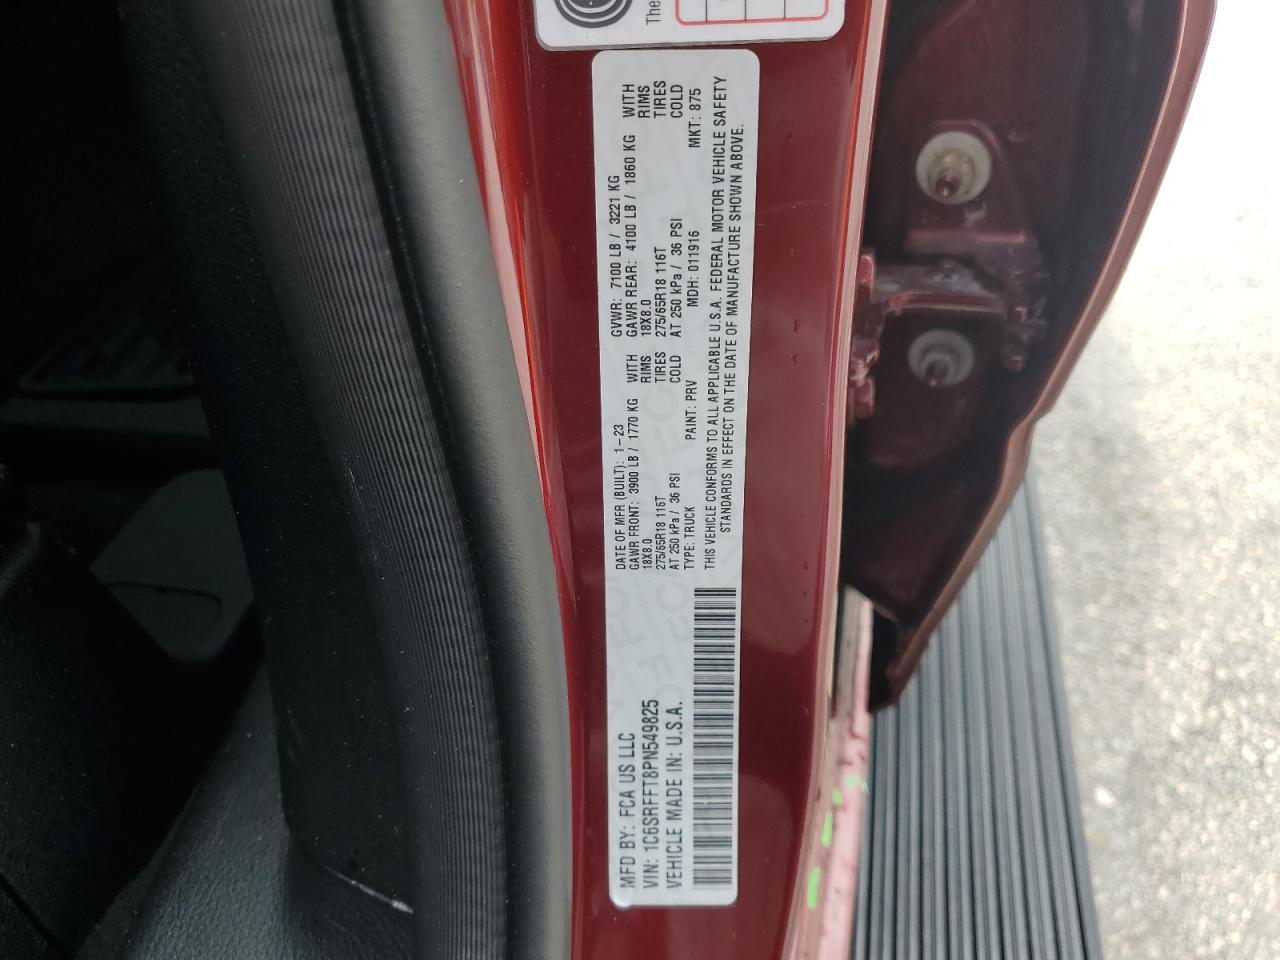 The
MFD BY: FCA US LLC
VIN: 1C6SRFFT8PN549825
VEHICLE MADE IN: U.S.A.
DATE OF MFR (BUILT): 1-23 GVWR: 7100 LB / 3221 KG
GAWR FRONT: 3900 LB / 1770 KG WITH GAWR REAR: 4100 LB / 1860 KG WITH
18X8.0 RIMS 18X8.0 RIMS
275/65R18 116T TIRES 275/65R18 116T TIRES
AT 250 kPa / 36 PSI COLD AT 250 kPa / 36 PSI COLD
TYPE: TRUCK PAINT: PRV MDH: 011916 MKT: 875
THIS VEHICLE CONFORMS TO ALL APPLICABLE U.S.A. FEDERAL MOTOR VEHICLE SAFETY
STANDARDS IN EFFECT ON THE DATE OF MANUFACTURE SHOWN ABOVE.